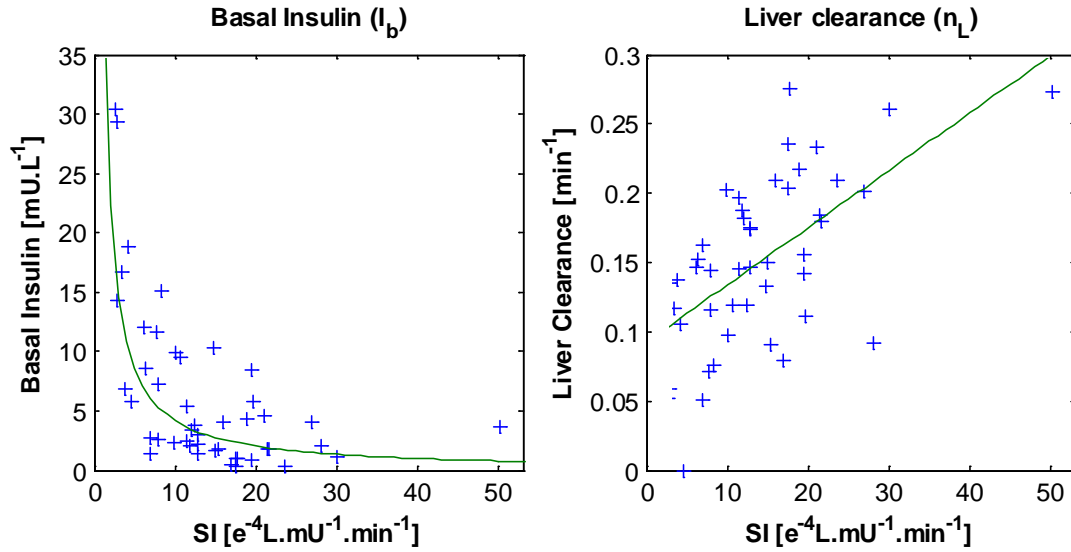 Basal Insulin (I_b)
Basal Insulin [mU.L^-1]
35
30
25
20
15
10
5
0
0 10 20 30 40 50
SI [e^-4L.mU^-1.min^-1]
Liver clearance (n_L)
Liver Clearance [min^-1]
0.3
0.25
0.2
0.15
0.1
0.05
0
0 10 20 30 40 50
SI [e^-4L.mU^-1.min^-1]